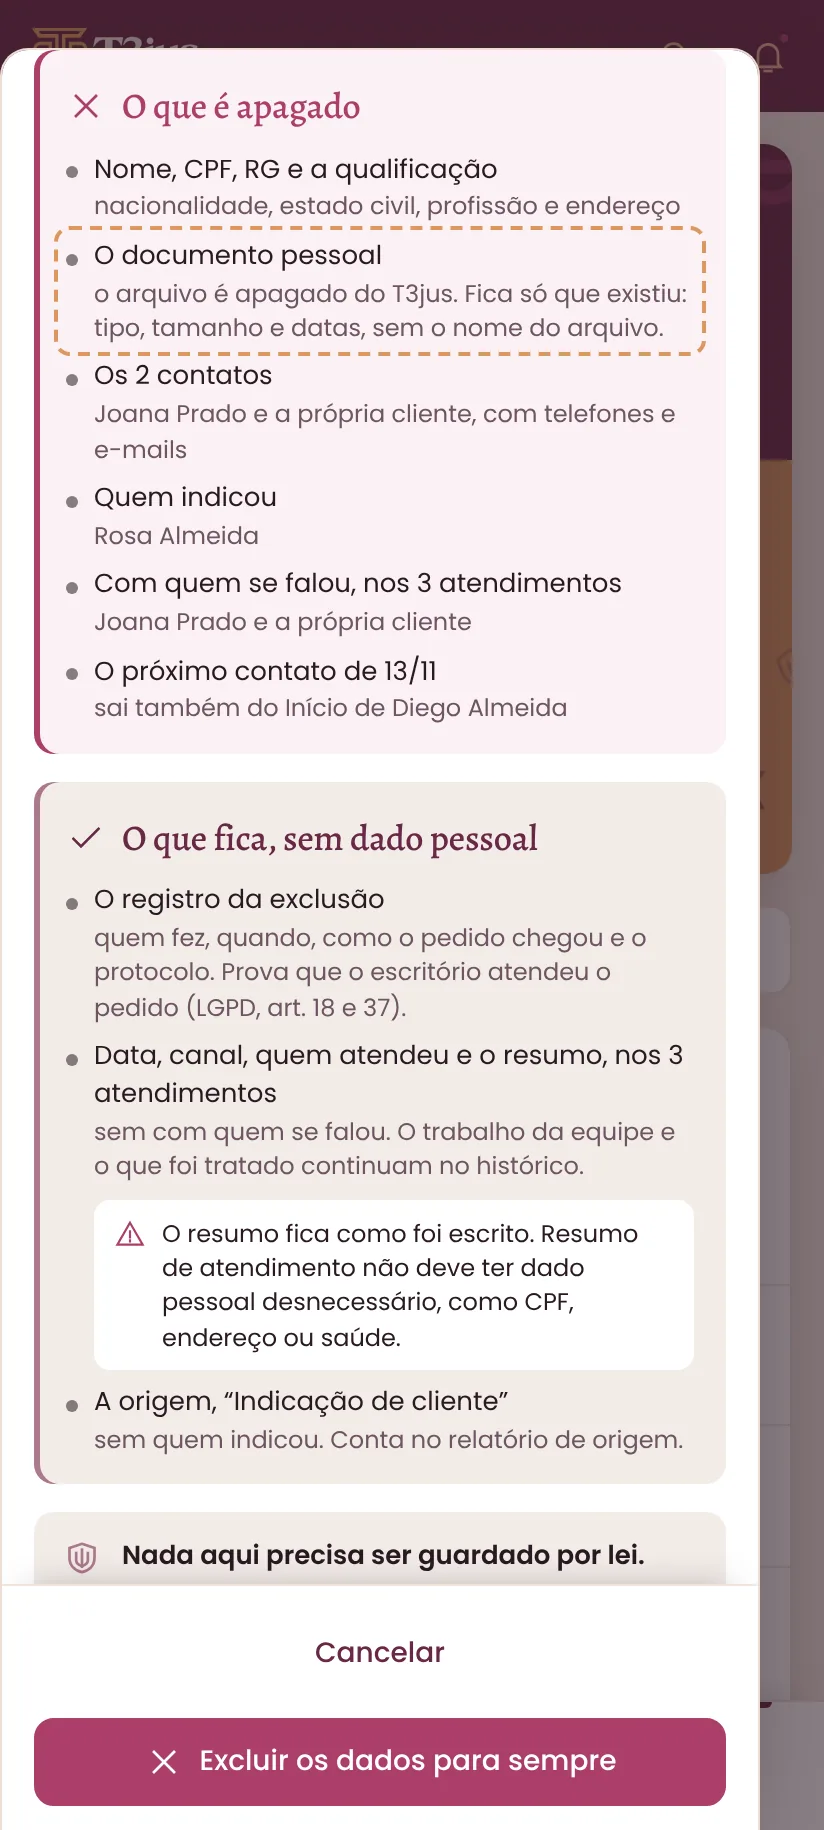 T3jus
O que é apagado
Nome, CPF, RG e a qualificação
nacionalidade, estado civil, profissão e endereço
O documento pessoal
o arquivo é apagado do T3jus. Fica só que existiu:
tipo, tamanho e datas, sem o nome do arquivo.
Os 2 contatos
Joana Prado e a própria cliente, com telefones e
e-mails
Quem indicou
Rosa Almeida
Com quem se falou, nos 3 atendimentos
Joana Prado e a própria cliente
O próximo contato de 13/11
sai também do Início de Diego Almeida
O que fica, sem dado pessoal
O registro da exclusão
quem fez, quando, como o pedido chegou e o
protocolo. Prova que o escritório atendeu o
pedido (LGPD, art. 18 e 37).
Data, canal, quem atendeu e o resumo, nos 3
atendimentos
sem com quem se falou. O trabalho da equipe e
o que foi tratado continuam no histórico.
O resumo fica como foi escrito. Resumo
de atendimento não deve ter dado
pessoal desnecessário, como CPF,
endereço ou saúde.
A origem, “Indicação de cliente”
sem quem indicou. Conta no relatório de origem.
Nada aqui precisa ser guardado por lei.
Cancelar
Excluir os dados para sempre